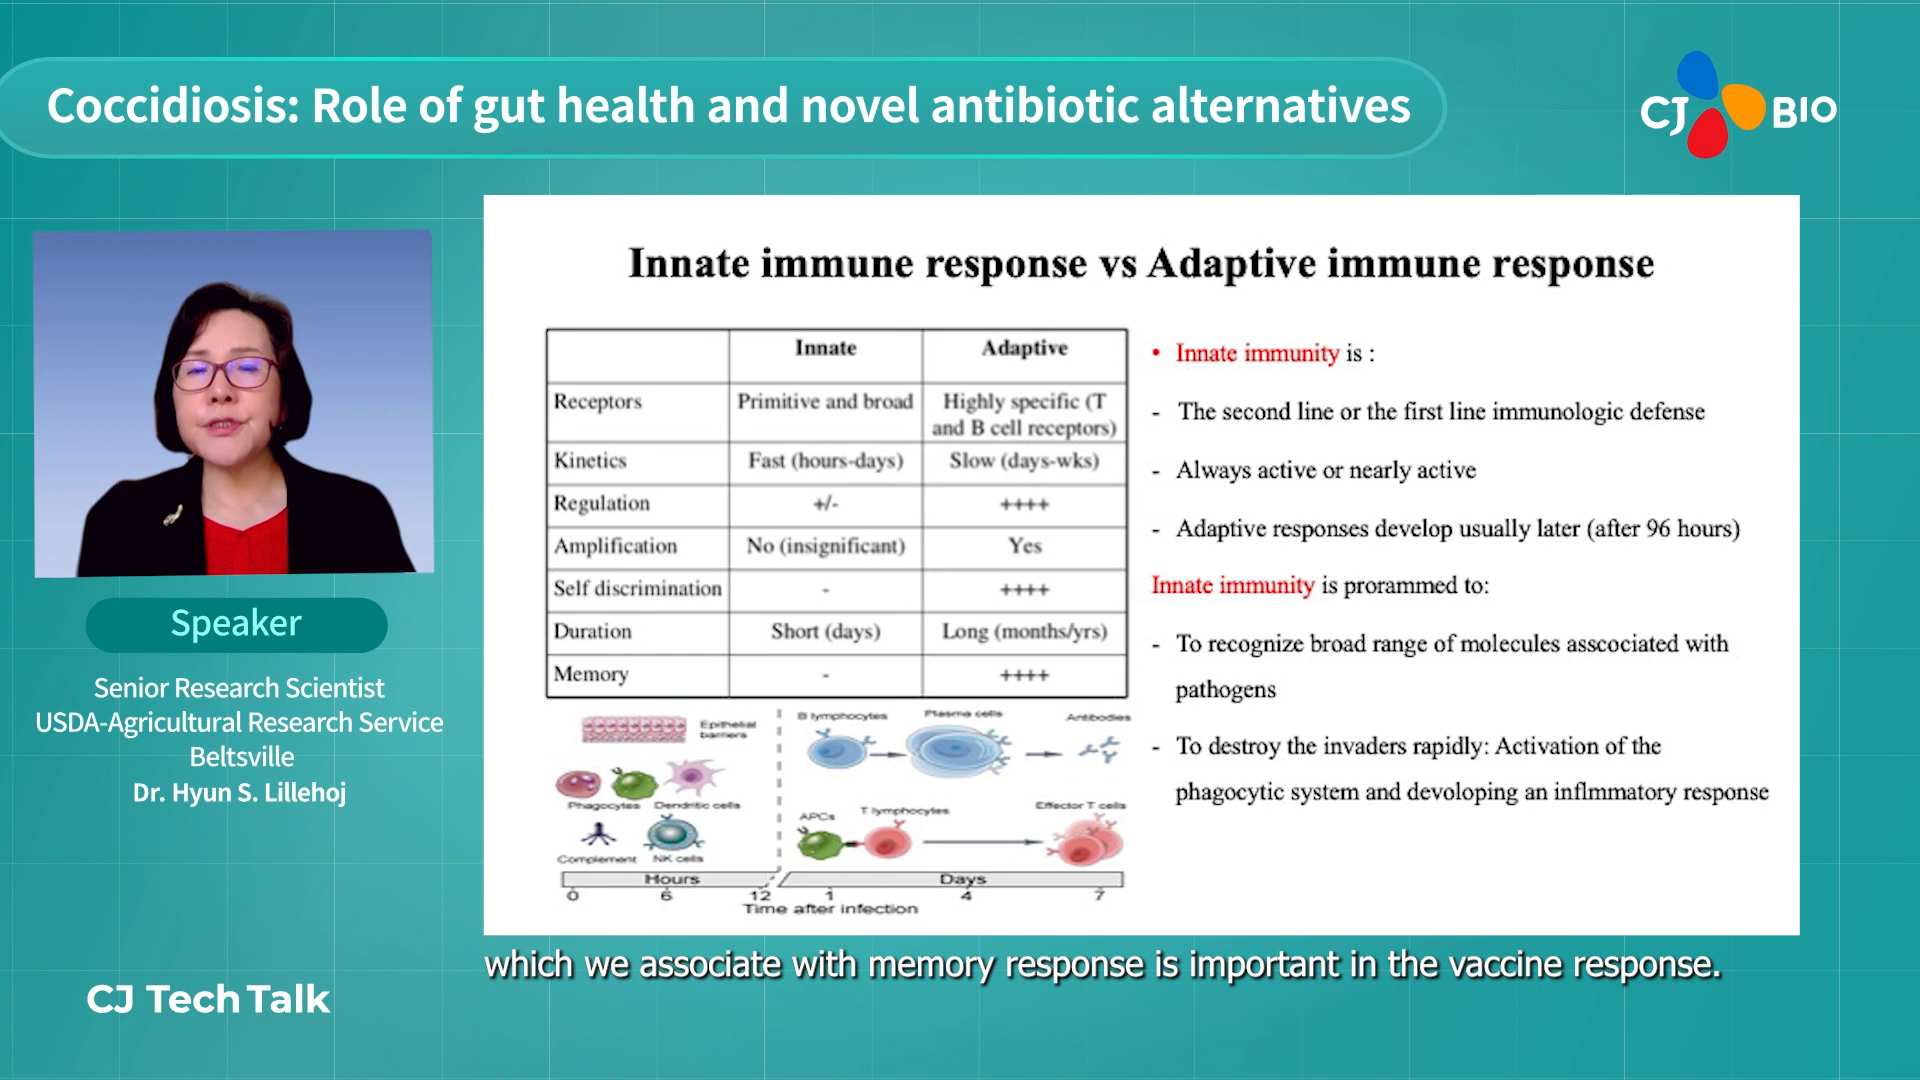 Coccidiosis: Role of gut health and novel antibiotic alternatives
CJ BIO
Innate immune response vs Adaptive immune response
Innate Adaptive
Receptors Primitive and broad Highly specific (T
and B cell receptors)
Kinetics Fast (hours-days) Slow (days-wks)
Regulation +/- ++++
Amplification No (insignificant) Yes
Self discrimination - ++++
Duration Short (days) Long (months/yrs)
Memory - ++++
Epithelial
barriers
B lymphocytes Plasma cells Antibodies
Phagocytes Dendritic cells
APCs T lymphocytes Effector T cells
Complement NK cells
Hours Days
0 6 12 1 4 7
Time after infection
• Innate immunity is :
- The second line or the first line immunologic defense
- Always active or nearly active
- Adaptive responses develop usually later (after 96 hours)
Innate immunity is prorammed to:
- To recognize broad range of molecules asscociated with
pathogens
- To destroy the invaders rapidly: Activation of the
phagocytic system and devoloping an inflmmatory response
Speaker
Senior Research Scientist
USDA-Agricultural Research Service
Beltsville
Dr. Hyun S. Lillehoj
which we associate with memory response is important in the vaccine response.
CJ Tech Talk